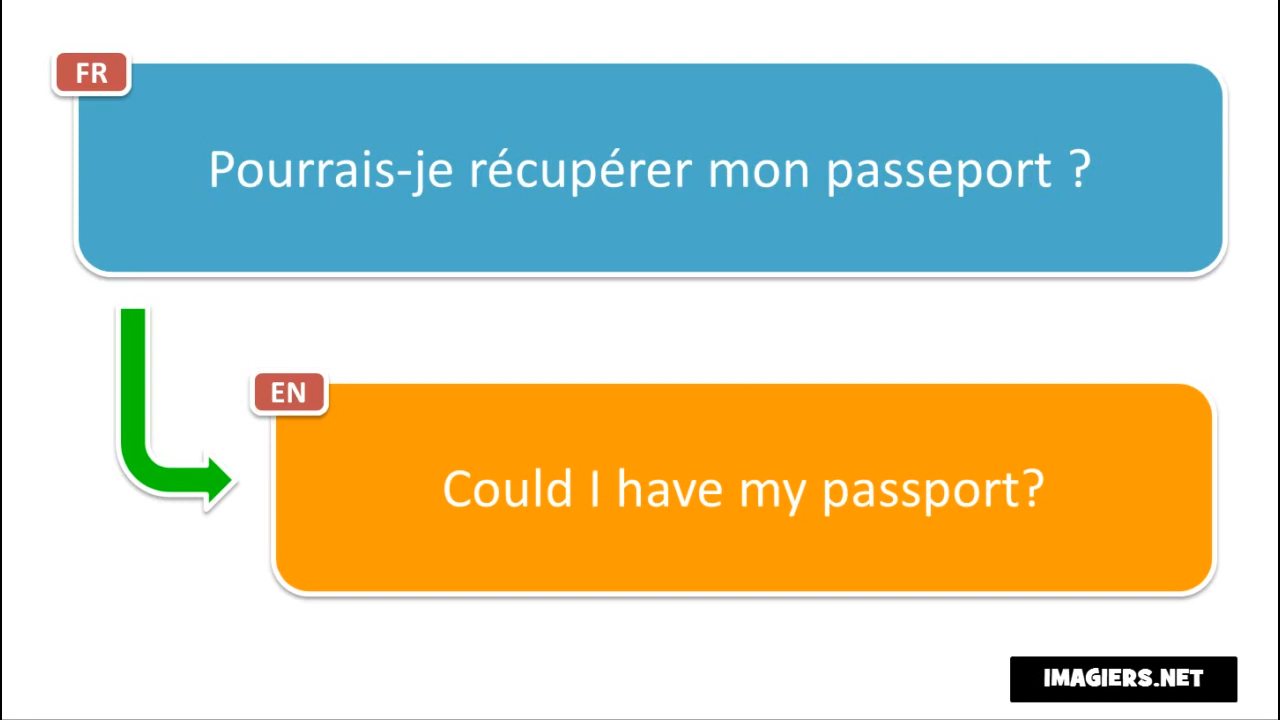 FR
Pourrais-je récupérer mon passeport ?
EN
Could I have my passport?
IMAGIERS.NET